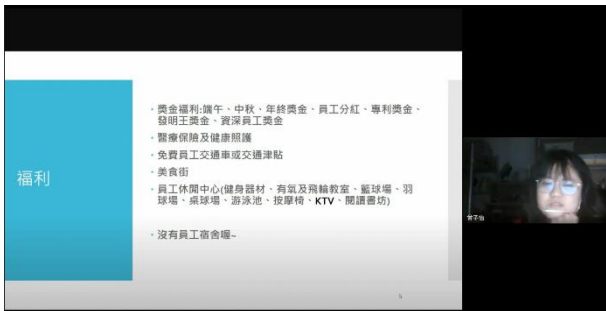 福利
· 獎金福利:端午、中秋、年終獎金、員工分紅、專利獎金、
發明王獎金、資深員工獎金
· 醫療保險及健康照護
· 免費員工交通車或交通津貼
· 美食街
· 員工休閒中心(健身器材、有氧及飛輪教室、籃球場、羽
球場、桌球場、游泳池、按摩椅、KTV、閱讀書坊)
· 沒有員工宿舍喔~